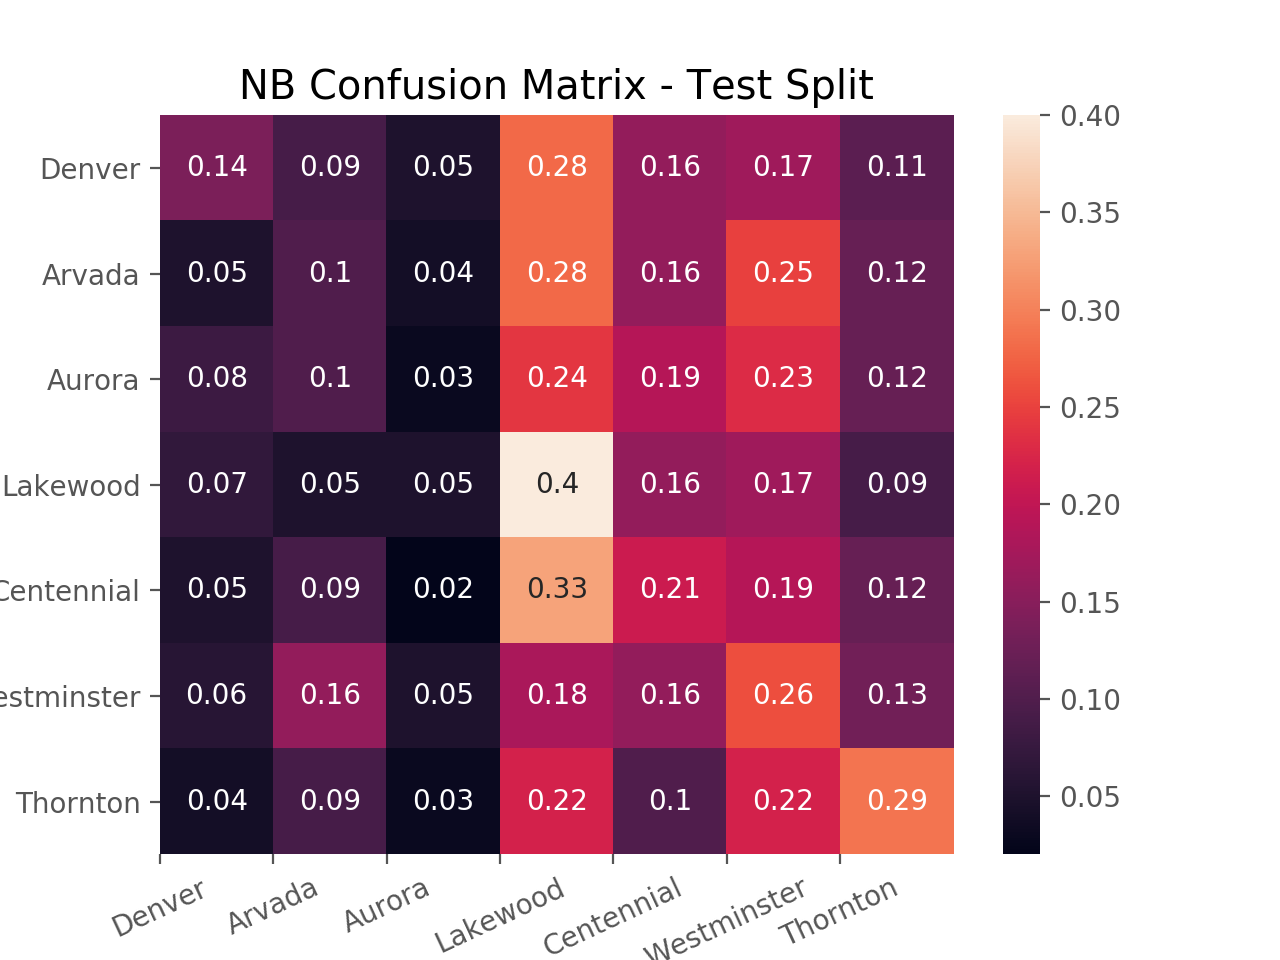 NB Confusion Matrix - Test Split
Denver 0.14 0.09 0.05 0.28 0.16 0.17 0.11
Arvada 0.05 0.1 0.04 0.28 0.16 0.25 0.12
Aurora 0.08 0.1 0.03 0.24 0.19 0.23 0.12
Lakewood 0.07 0.05 0.05 0.4 0.16 0.17 0.09
Centennial 0.05 0.09 0.02 0.33 0.21 0.19 0.12
estminster 0.06 0.16 0.05 0.18 0.16 0.26 0.13
Thornton 0.04 0.09 0.03 0.22 0.1 0.22 0.29
Denver Arvada Aurora Lakewood Centennial Westminster Thornton
0.40
0.35
0.30
0.25
0.20
0.15
0.10
0.05